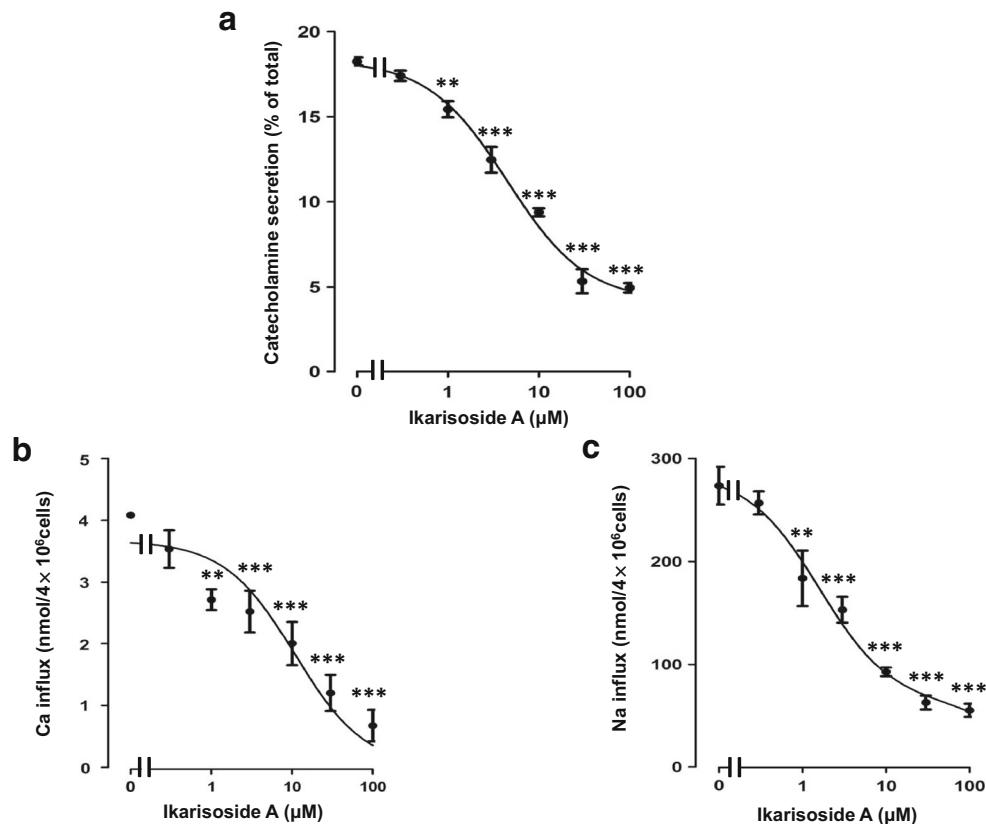 a
Catecholamine secretion (% of total)
20
15
10
5
0
** *** *** *** ***
0 1 10 100
Ikarisoside A (µM)
b
Ca influx (nmol/4 × 10⁶cells)
5
4
3
2
1
0
** *** *** *** ***
0 1 10 100
Ikarisoside A (µM)
c
Na influx (nmol/4 × 10⁶cells)
300
200
100
0
** *** *** *** ***
0 1 10 100
Ikarisoside A (µM)